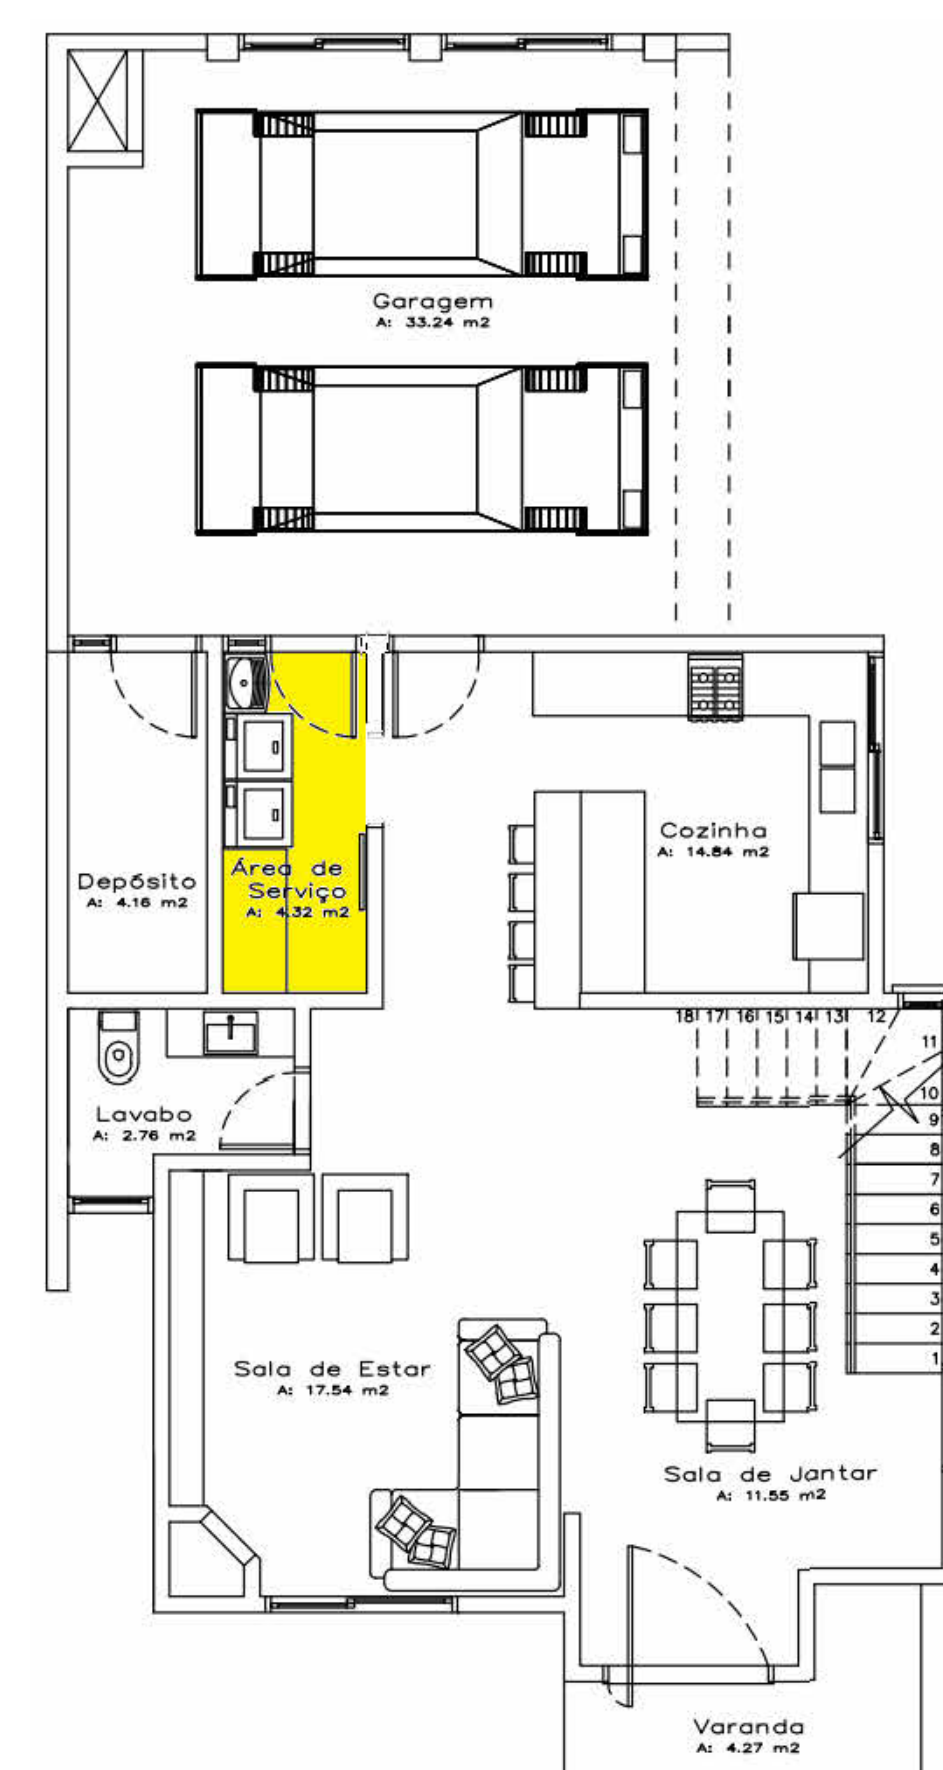 Garagem
A: 33.24 m2
Cozinha
A: 14.84 m2
Área de
Serviço
A: 4.32 m2
Depósito
A: 4.16 m2
18 17 16 15 14 13 12
11
10
9
8
7
6
5
4
3
2
1
Lavabo
A: 2.76 m2
Sala de Estar
A: 17.54 m2
Sala de Jantar
A: 11.55 m2
Varanda
A: 4.27 m2